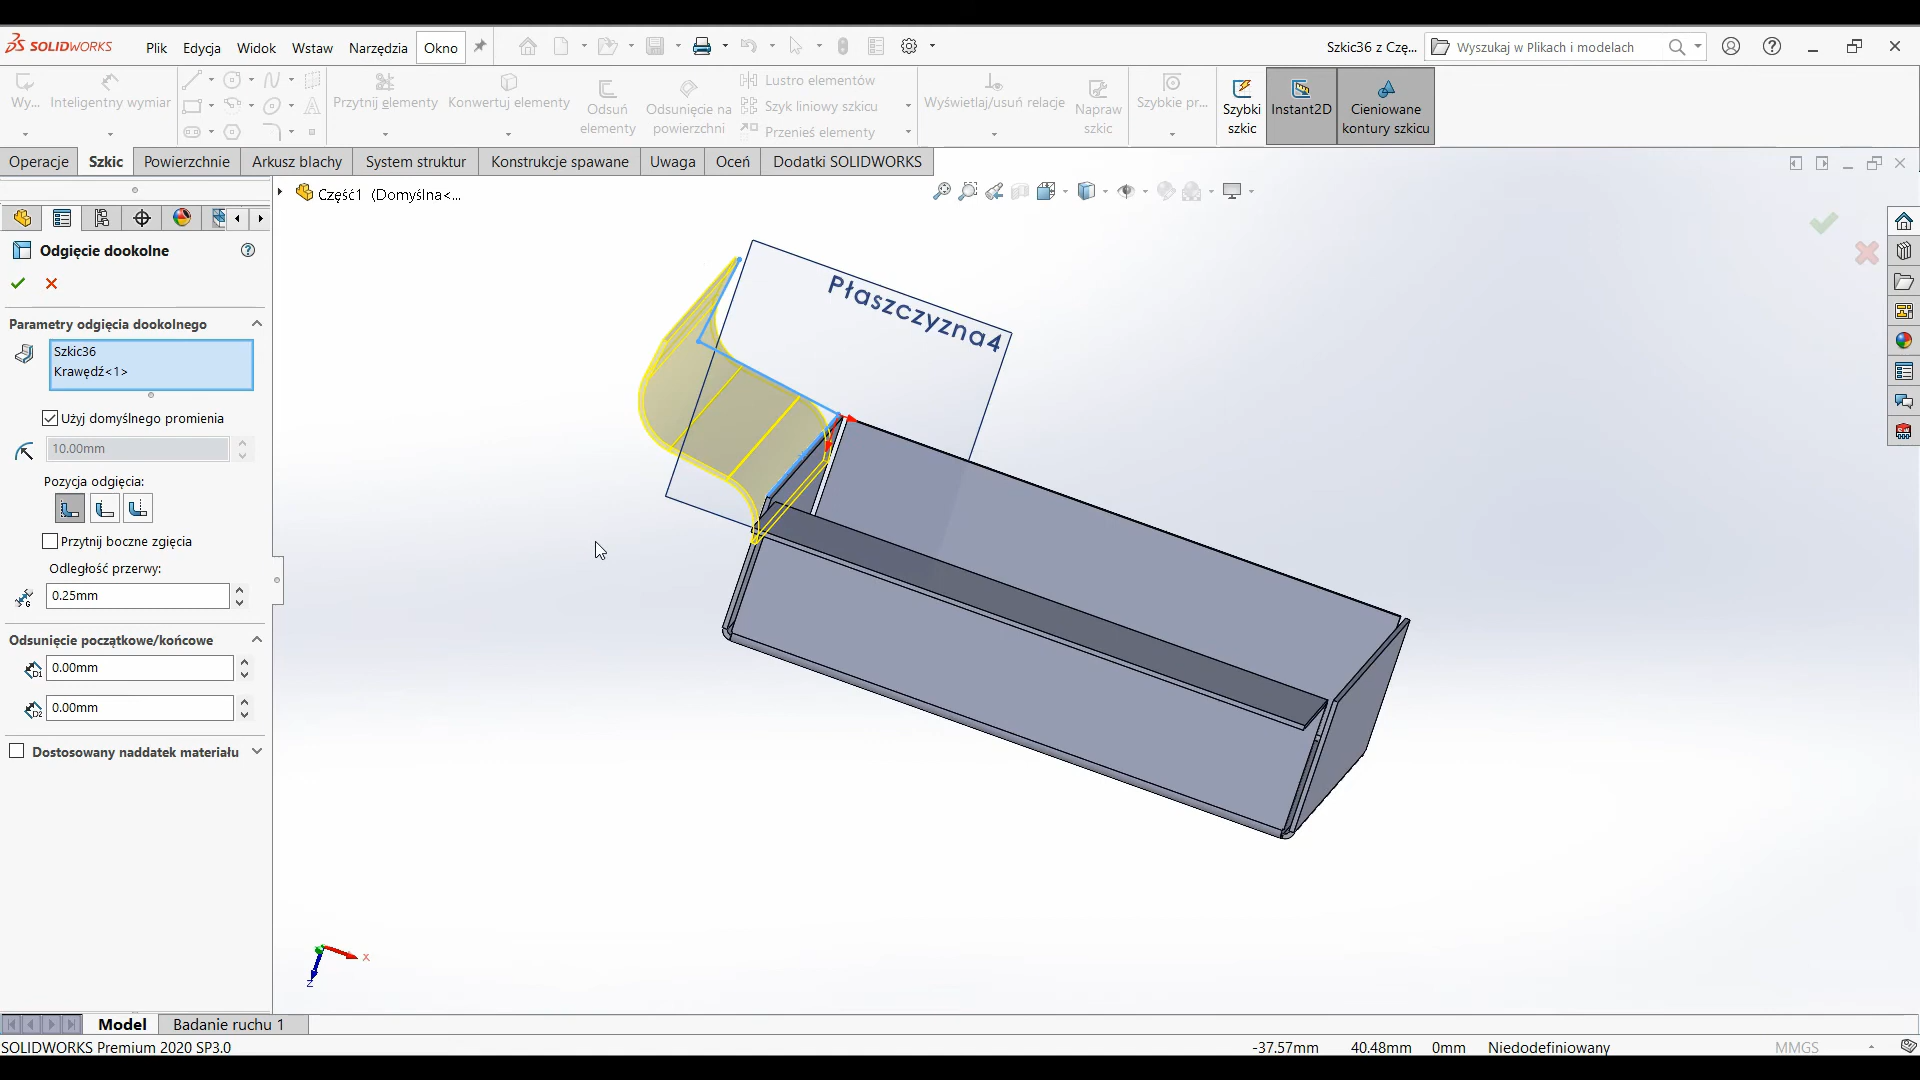 SOLIDWORKS
Plik Edycja Widok Wstaw Narzędzia Okno
Szkic36 z Czę...
Wyszukaj w Plikach i modelach
Wy...
Inteligentny wymiar
Przytnij elementy
Konwertuj elementy
Odsuń elementy
Odsunięcie na powierzchni
Lustro elementów
Szyk liniowy szkicu
Przenieś elementy
Wyświetlaj/usuń relacje
Napraw szkic
Szybkie pr...
Szybki szkic
Instant2D
Cieniowane kontury szkicu
Operacje Szkic Powierzchnie Arkusz blachy System struktur Konstrukcje spawane Uwaga Oceń Dodatki SOLIDWORKS
Część1 (Domyślna<...
Odgięcie dookolne
Parametry odgięcia dookolnego
Szkic36
Krawędź<1>
Użyj domyślnego promienia
10.00mm
Pozycja odgięcia:
Przytnij boczne zgięcia
Odległość przerwy:
0.25mm
Odsunięcie początkowe/końcowe
0.00mm
0.00mm
Dostosowany naddatek materiału
Płaszczyzna4
x
z
Model Badanie ruchu 1
SOLIDWORKS Premium 2020 SP3.0
-37.57mm 40.48mm 0mm Niedodefiniowany MMGS